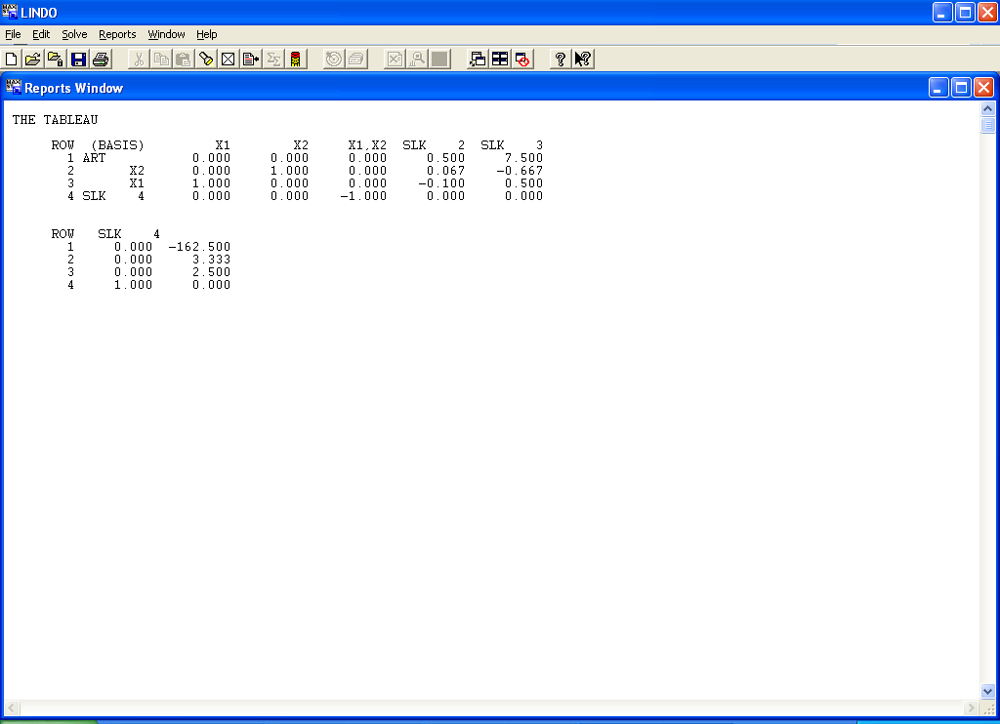 LINDO
File Edit Solve Reports Window Help
Reports Window
THE TABLEAU
ROW (BASIS) X1 X2 X1,X2 SLK 2 SLK 3
1 ART 0.000 0.000 0.000 0.500 7.500
2 X2 0.000 1.000 0.000 0.067 -0.667
3 X1 1.000 0.000 0.000 -0.100 0.500
4 SLK 4 0.000 0.000 -1.000 0.000 0.000
ROW SLK 4
1 0.000 -162.500
2 0.000 3.333
3 0.000 2.500
4 1.000 0.000